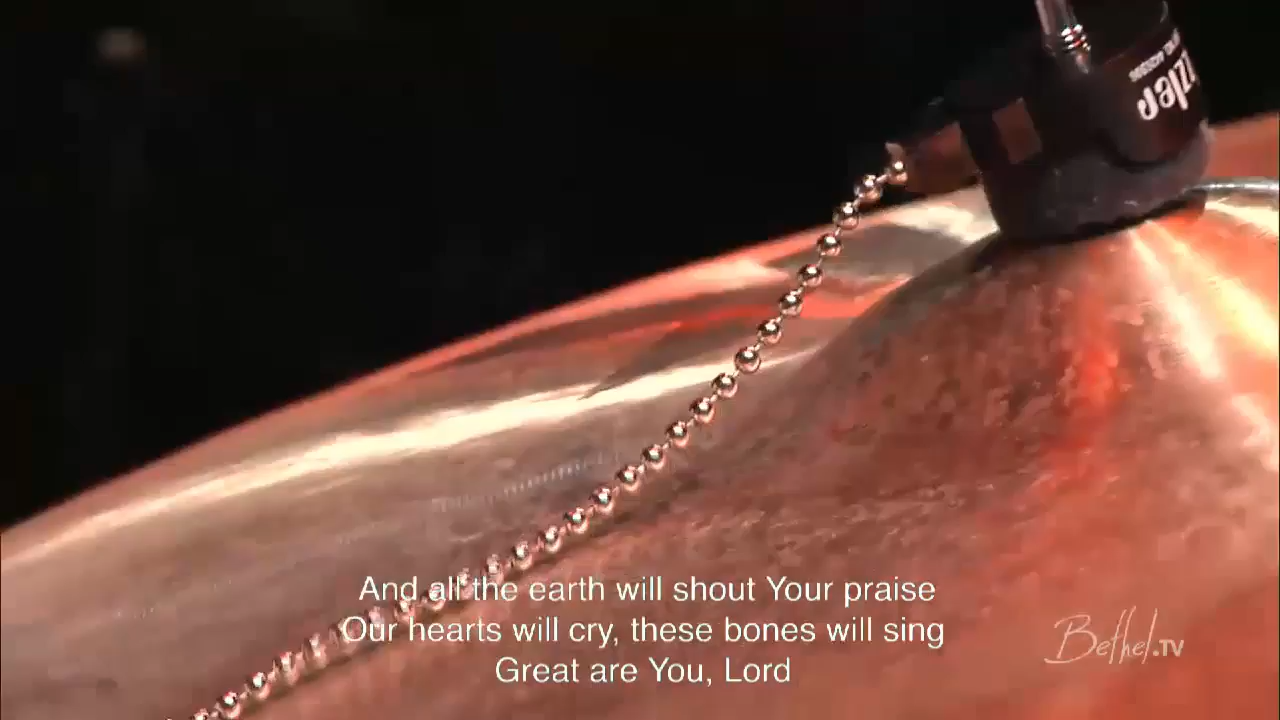 And all the earth will shout Your praise
Our hearts will cry, these bones will sing
Great are You, Lord
Bethel.TV